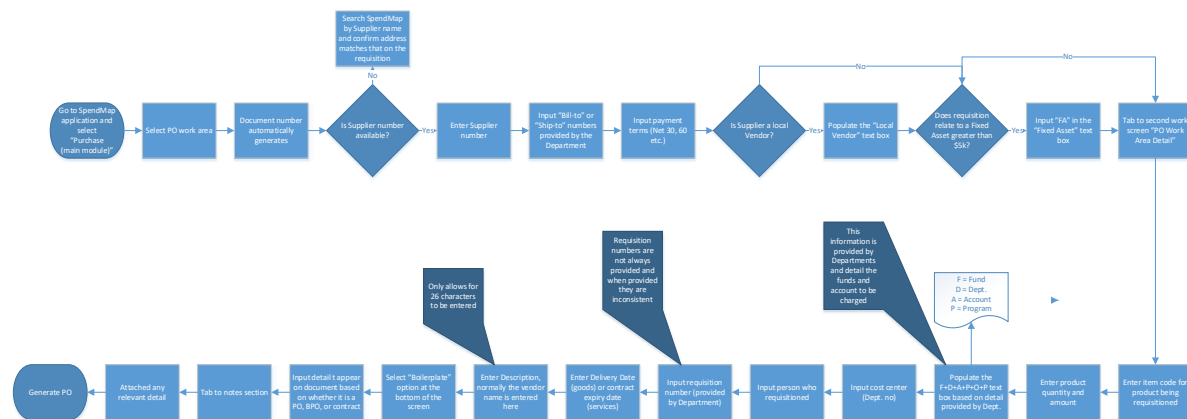 Search SpendMap
by Supplier name
and confirm address
matches that on the
requisition
No
No
No
Go to SpendMap
application and
select
"Purchase
(main module)"
Select PO work area
Document number
automatically
generates
Is Supplier number
available?
Yes
Enter Supplier
number
Input "Bill-to" or
"Ship-to" numbers
provided by the
Department
Input payment
terms (Net 30, 60
etc.)
Is Supplier a local
Vendor?
Yes
Populate the "Local
Vendor" text box
Does requisition
relate to a Fixed
Asset greater than
$5k?
Yes
Input "FA" in the
"Fixed Asset" text
box
Tab to second work
screen "PO Work
Area Detail"
Only allows for
26 characters
to be entered
Requisition
numbers are
not always
provided and
when provided
they are
inconsistent
This
information is
provided by
Departments
and detail the
funds and
account to be
charged
F = Fund
D = Dept.
A = Account
P = Program
Generate PO
Attached any
relevant detail
Tab to notes section
Input detail t appear
on document based
on whether it is a
PO, BPO, or contract
Select "Boilerplate"
option at the
bottom of the
screen
Enter Description,
normally the vendor
name is entered
here
Enter Delivery Date
(goods) or contract
expiry date
(services)
Input requisition
number (provided by
Department)
Input person who
requisitioned
Input cost center
(Dept. no)
Populate the
F+D+A+P+O+P text
box based on detail
provided by Dept.
Enter product
quantity and
amount
Enter item code for
product being
requisitioned